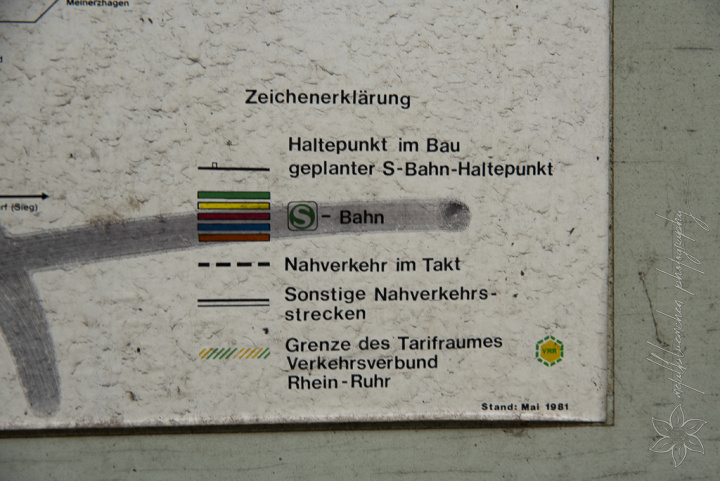 Meinerzhagen
Zeichenerklärung
Haltepunkt im Bau
geplanter S-Bahn-Haltepunkt
rf (Sieg)
S - Bahn
Nahverkehr im Takt
Sonstige Nahverkehrs-
strecken
Grenze des Tarifraumes
Verkehrsverbund
Rhein-Ruhr
VRR
Stand: Mai 1981